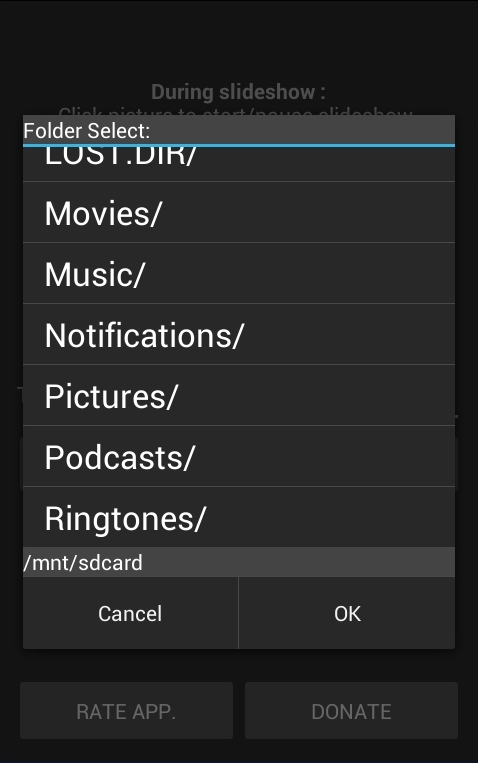 During slideshow :
Click picture to start/pause slideshow
Folder Select:
LOST.DIR/
Movies/
Music/
Notifications/
Pictures/
Podcasts/
Ringtones/
/mnt/sdcard
Cancel
OK
RATE APP.
DONATE